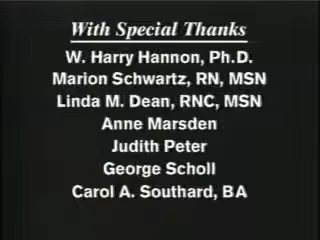 With Special Thanks
W. Harry Hannon, Ph.D.
Marion Schwartz, RN, MSN
Linda M. Dean, RNC, MSN
Anne Marsden
Judith Peter
George Scholl
Carol A. Southard, BA